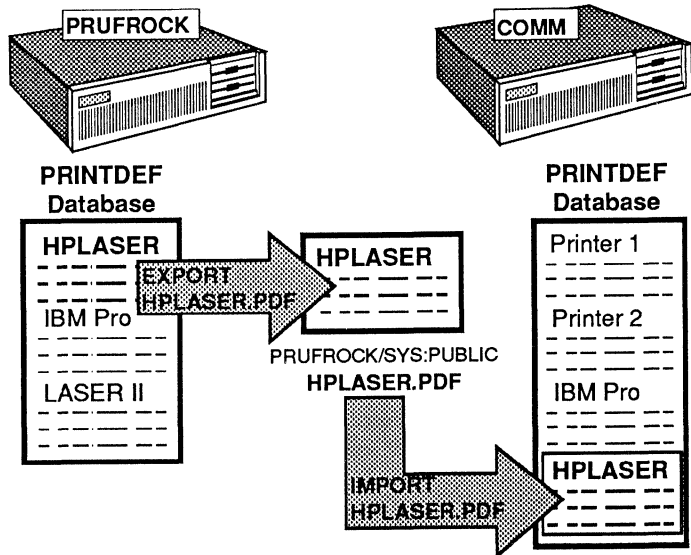 PRUFROCK
COMM
PRINTDEF
Database
HPLASER
IBM Pro
LASER II
EXPORT
HPLASER.PDF
HPLASER
PRUFROCK/SYS:PUBLIC
HPLASER.PDF
IMPORT
HPLASER.PDF
PRINTDEF
Database
Printer 1
Printer 2
IBM Pro
HPLASER